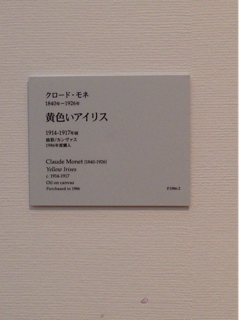 クロード・モネ
1840年－1926年
黄色いアイリス
1914-1917年頃
油彩/カンヴァス
1986年度購入
Claude Monet (1840-1926)
Yellow Irises
c. 1914-1917
Oil on canvas
Purchased in 1986